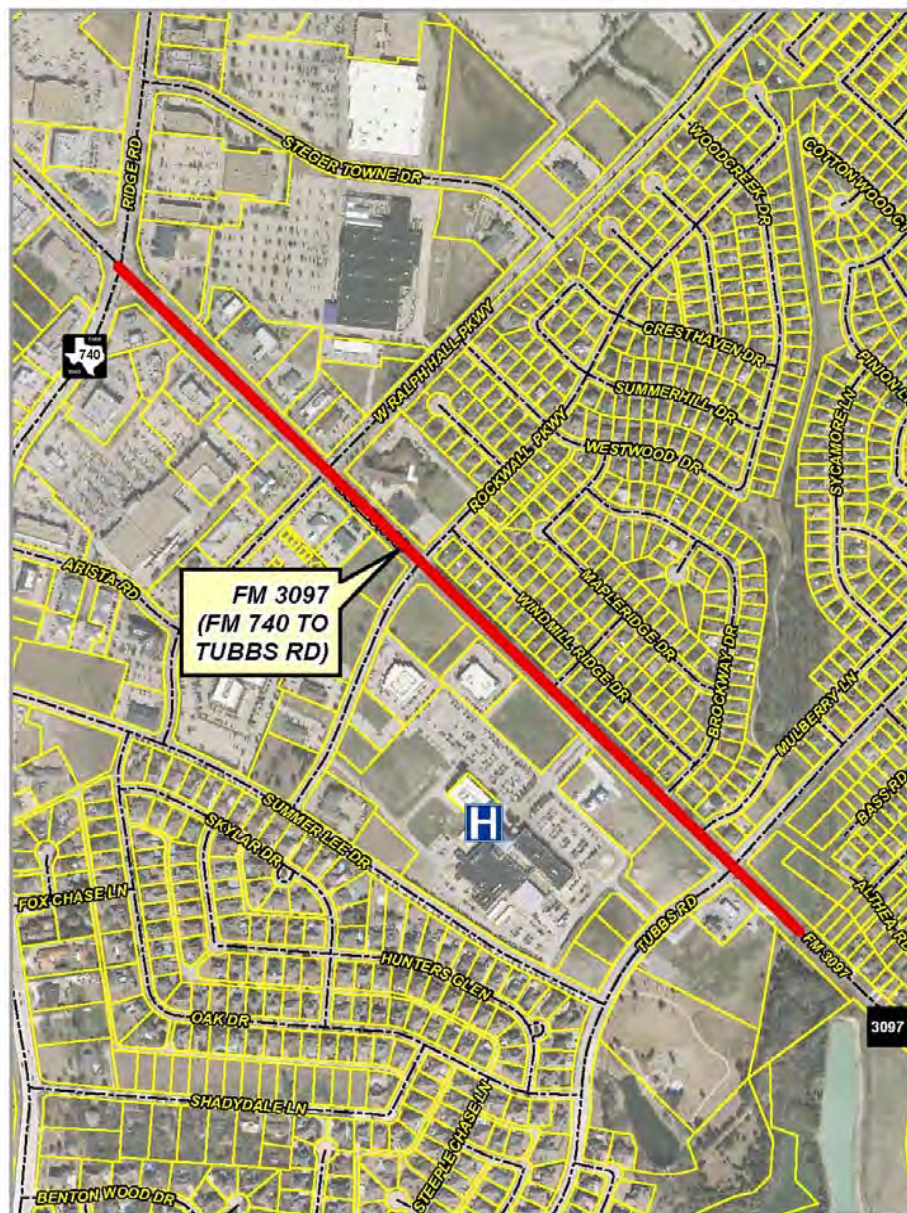 RIDGE RD
STEGER TOWNE DR
WOODCREEK DR
740
W RALPH HALL PKWY
CRESTHAVEN DR
SUMMERHILL DR
WESTWOOD DR
ROCKWALL PKWY
SYCAMORE LN
ARISTA RD
FM 3097
(FM 740 TO
TUBBS RD)
MAPLERIDGE DR
WINDMILL RIDGE DR
BROCKWAY DR
MULBERRY LN
BASS RD
ALTHEA RD
SUMMER LEE DR
SKYLAR DR
H
FOX CHASE LN
TUBBS RD
FM 3097
3097
HUNTERS GLEN
OAK DR
SHADYDALE LN
STEEPLE CHASE LN
BENTON WOOD DR